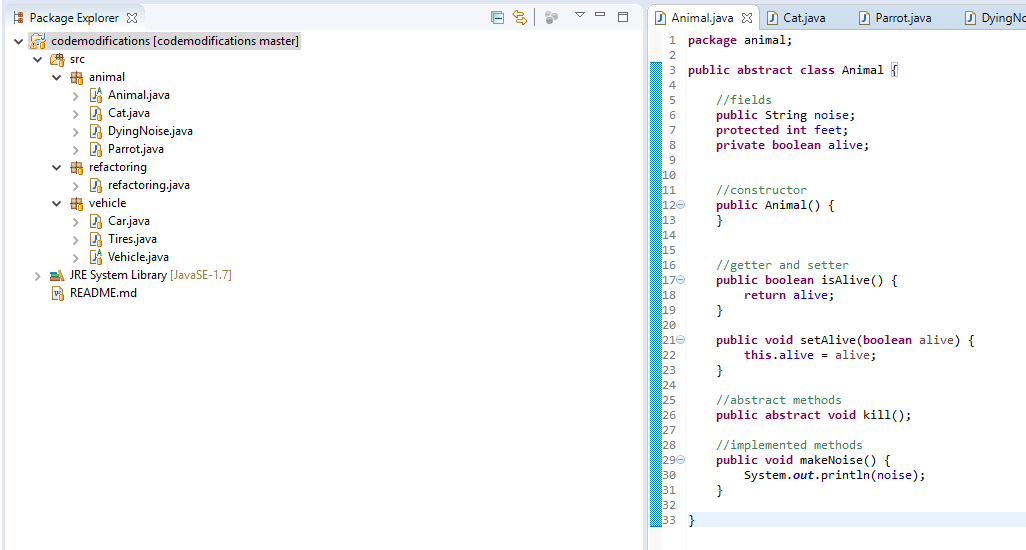 Package Explorer
codemodifications [codemodifications master]
src
animal
Animal.java
Cat.java
DyingNoise.java
Parrot.java
refactoring
refactoring.java
vehicle
Car.java
Tires.java
Vehicle.java
JRE System Library [JavaSE-1.7]
README.md
Animal.java Cat.java Parrot.java DyingNo
1 package animal;
2
3 public abstract class Animal {
4
5 //fields
6 public String noise;
7 protected int feet;
8 private boolean alive;
9
10
11 //constructor
12 public Animal() {
13 }
14
15
16 //getter and setter
17 public boolean isAlive() {
18 return alive;
19 }
20
21 public void setAlive(boolean alive) {
22 this.alive = alive;
23 }
24
25 //abstract methods
26 public abstract void kill();
27
28 //implemented methods
29 public void makeNoise() {
30 System.out.println(noise);
31 }
32
33 }